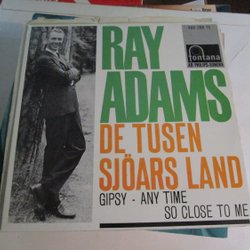 RAY
fontana
ADAMS
DE TUSEN
SJÖARS LAND
GIPSY - ANY TIME
SO CLOSE TO ME